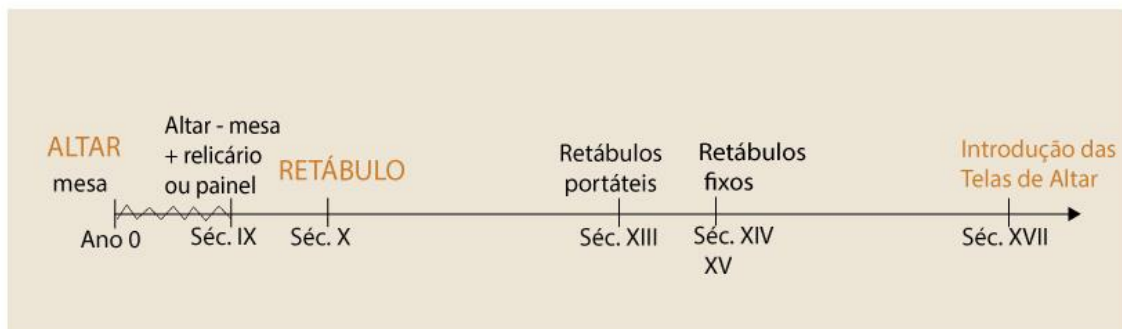 ALTAR
mesa
Ano 0
Altar - mesa
+ relicário
ou painel
Séc. IX
RETÁBULO
Séc. X
Retábulos
portáteis
Séc. XIII
Retábulos
fixos
Séc. XIV
XV
Introdução das
Telas de Altar
Séc. XVII